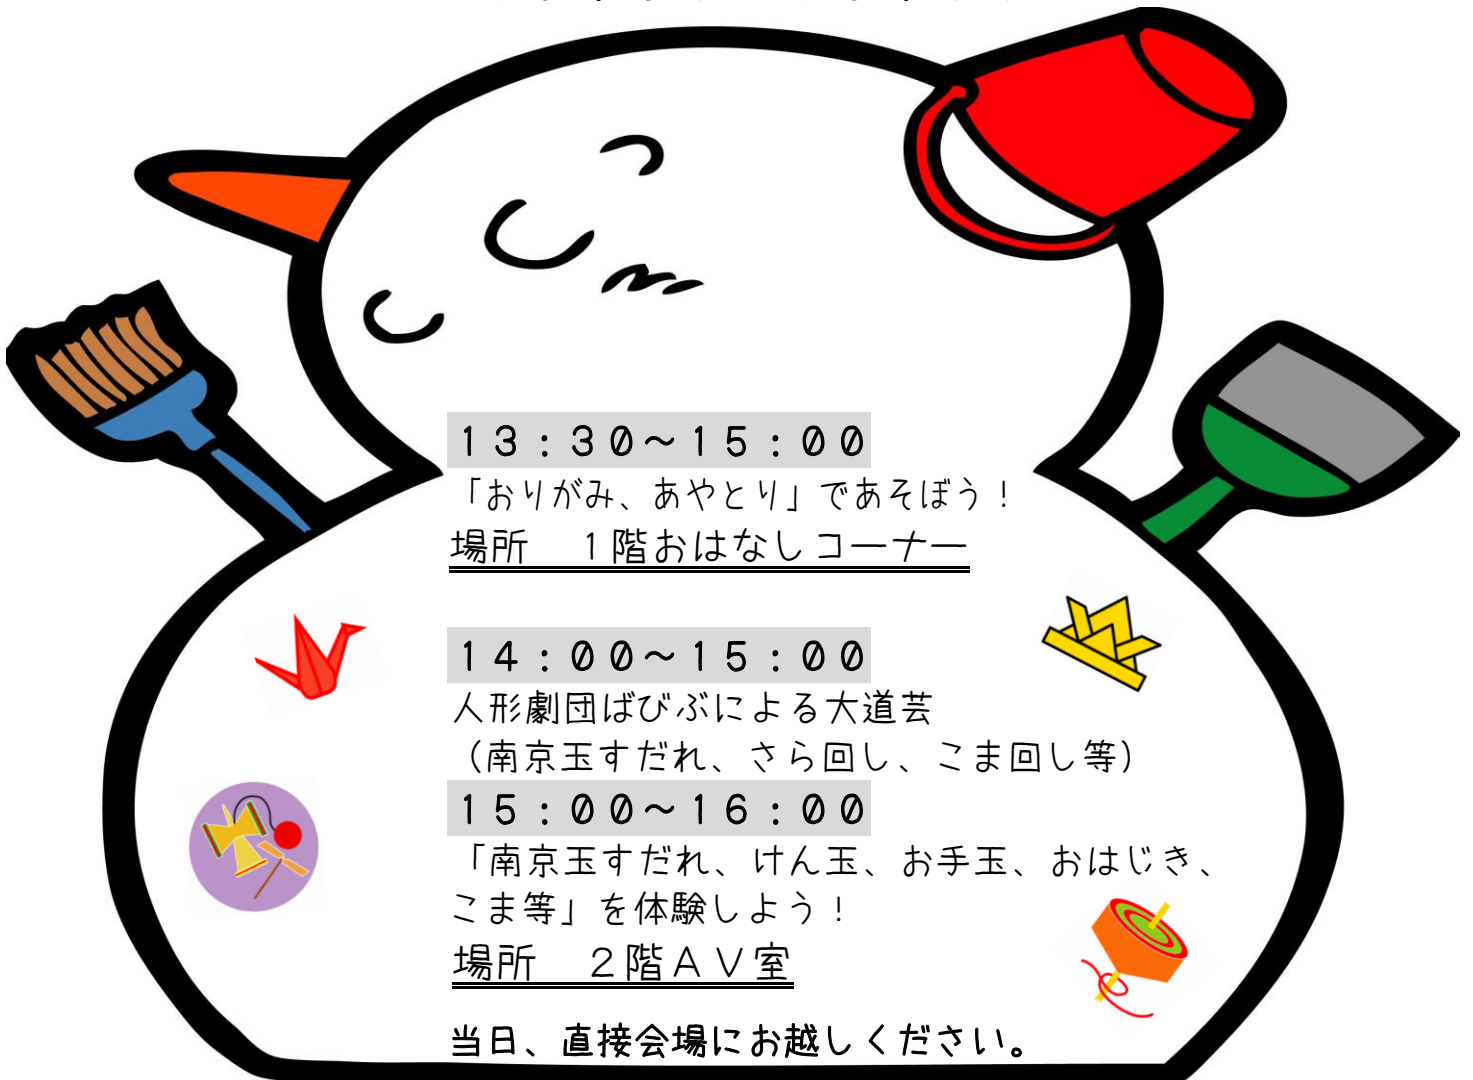 13:30～15:00
「おりがみ、あやとり」であそぼう！
場所　1階おはなしコーナー
14:00～15:00
人形劇団ばびぶによる大道芸
（南京玉すだれ、さら回し、こま回し等）
15:00～16:00
「南京玉すだれ、けん玉、お手玉、おはじき、
こま等」を体験しよう！
場所　2階AV室
当日、直接会場にお越しください。